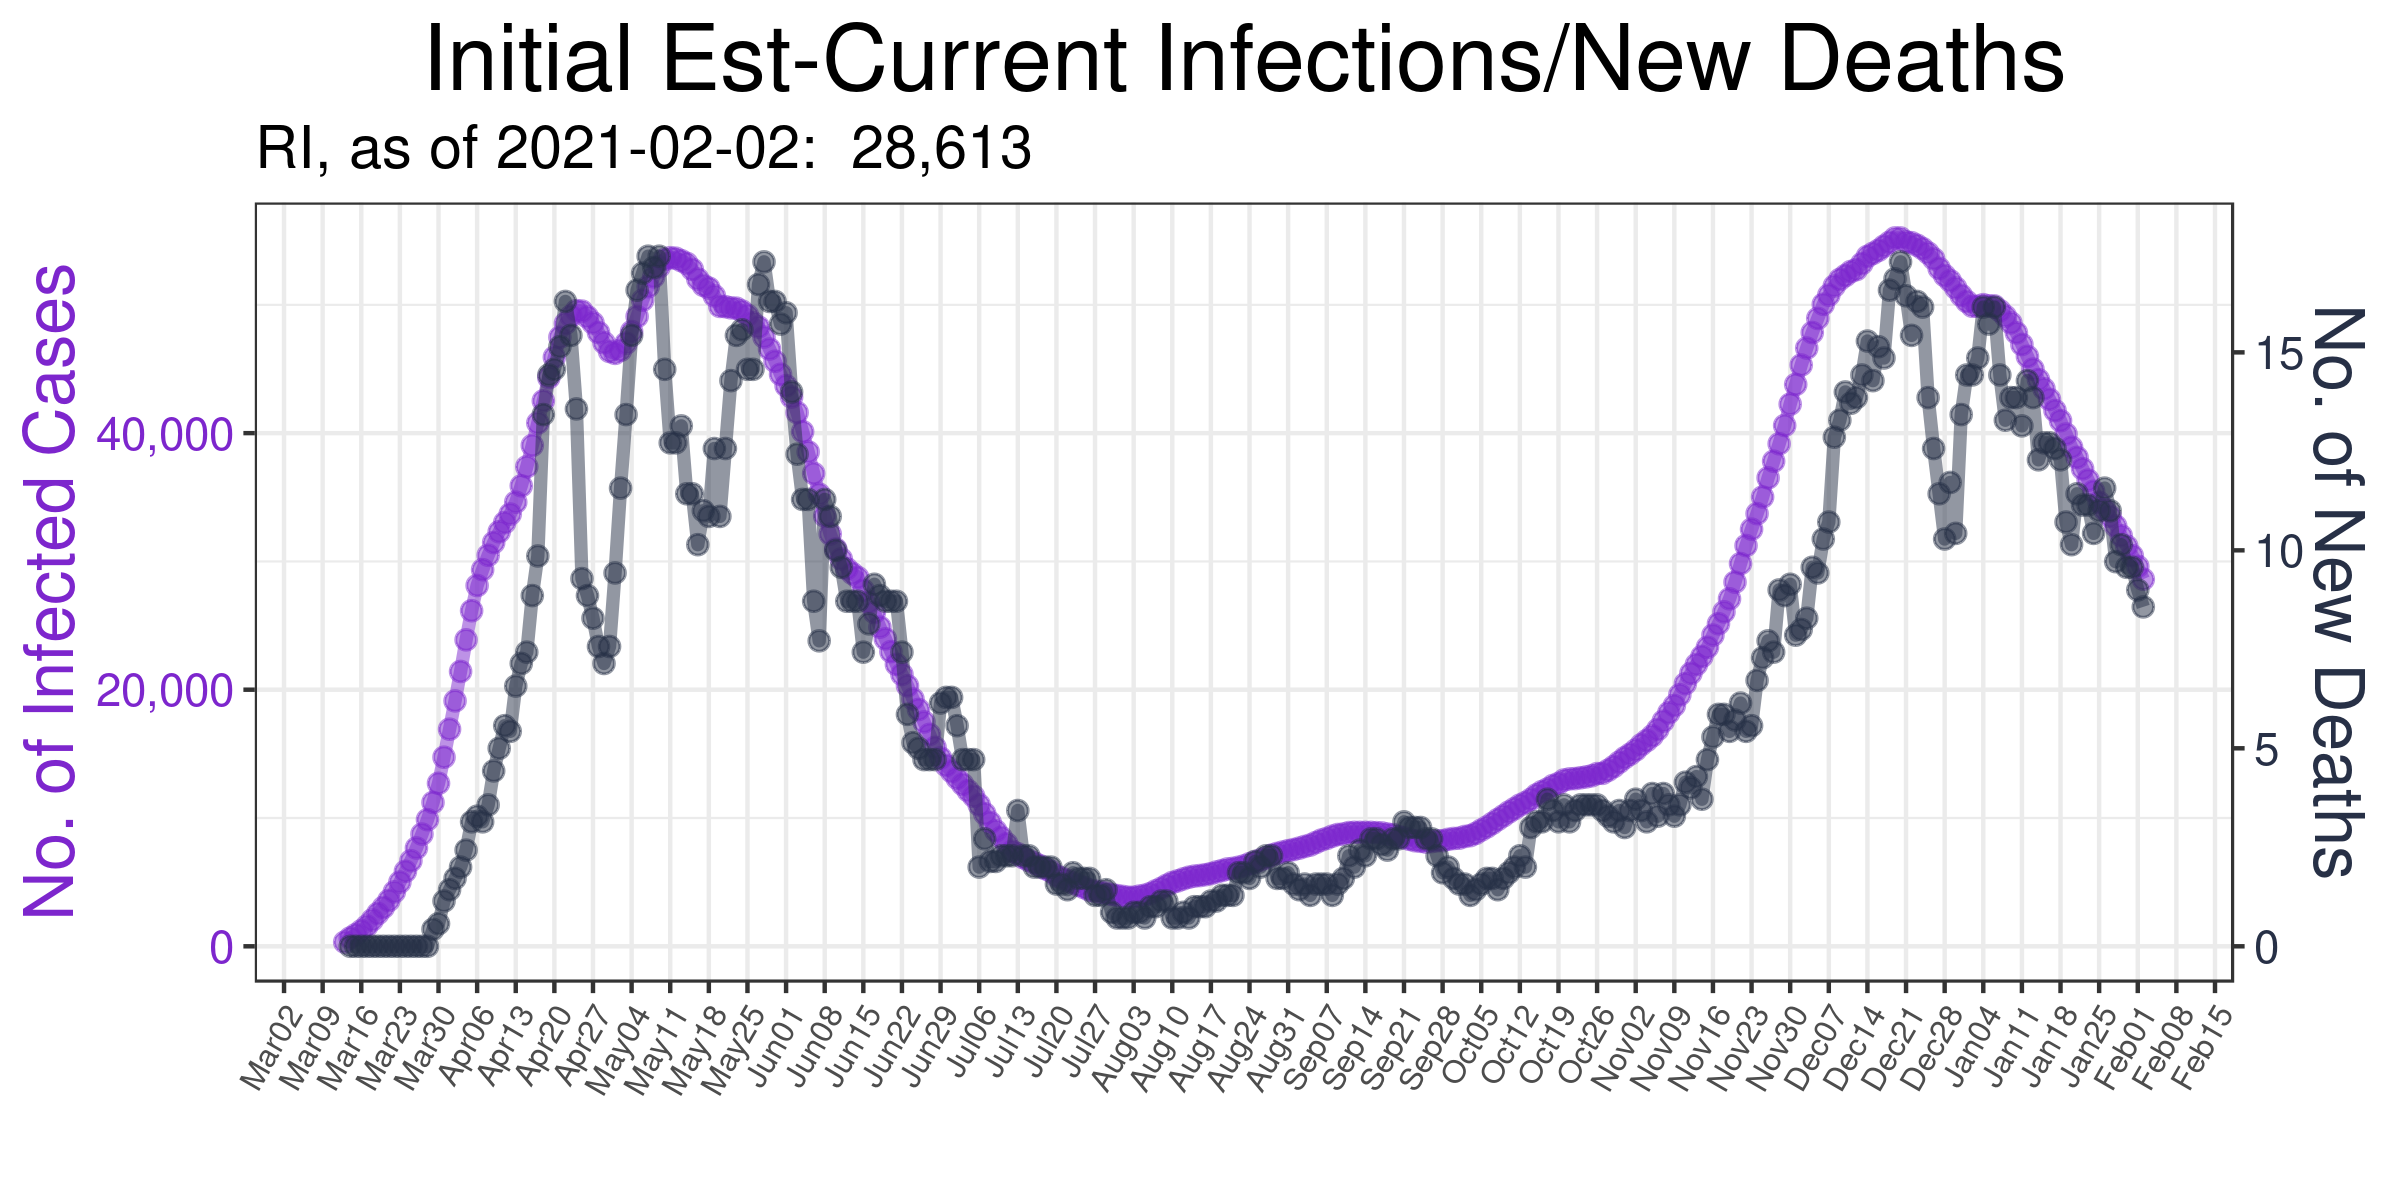 Initial Est-Current Infections/New Deaths
RI, as of 2021-02-02:  28,613
No. of Infected Cases
40,000
20,000
0
No. of New Deaths
15
10
5
0
Mar02
Mar09
Mar16
Mar23
Mar30
Apr06
Apr13
Apr20
Apr27
May04
May11
May18
May25
Jun01
Jun08
Jun15
Jun22
Jun29
Jul06
Jul13
Jul20
Jul27
Aug03
Aug10
Aug17
Aug24
Aug31
Sep07
Sep14
Sep21
Sep28
Oct05
Oct12
Oct19
Oct26
Nov02
Nov09
Nov16
Nov23
Nov30
Dec07
Dec14
Dec21
Dec28
Jan04
Jan11
Jan18
Jan25
Feb01
Feb08
Feb15